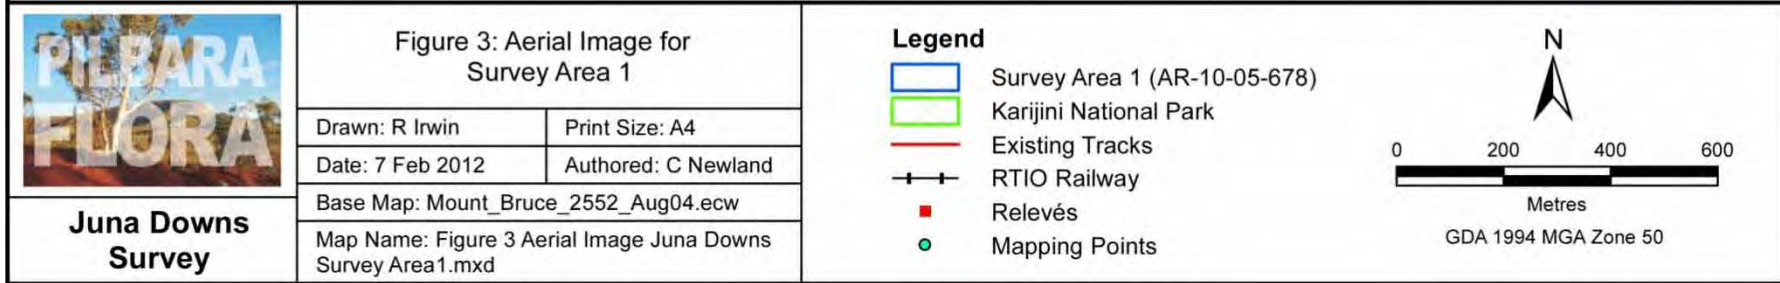 PILBARA
FLORA
Juna Downs
Survey
Figure 3: Aerial Image for
Survey Area 1
Drawn: R Irwin
Print Size: A4
Date: 7 Feb 2012
Authored: C Newland
Base Map: Mount_Bruce_2552_Aug04.ecw
Map Name: Figure 3 Aerial Image Juna Downs
Survey Area1.mxd
Legend
Survey Area 1 (AR-10-05-678)
Karijini National Park
Existing Tracks
RTIO Railway
Relevés
Mapping Points
N
0 200 400 600
Metres
GDA 1994 MGA Zone 50